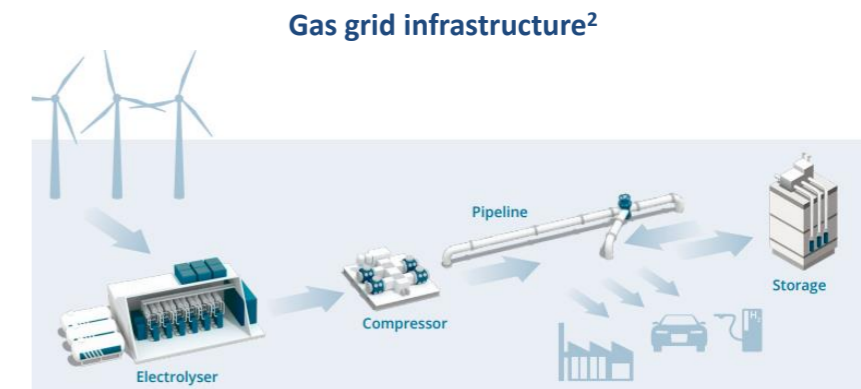 Gas grid infrastructure²
Pipeline
Storage
Compressor
H₂
Electrolyser